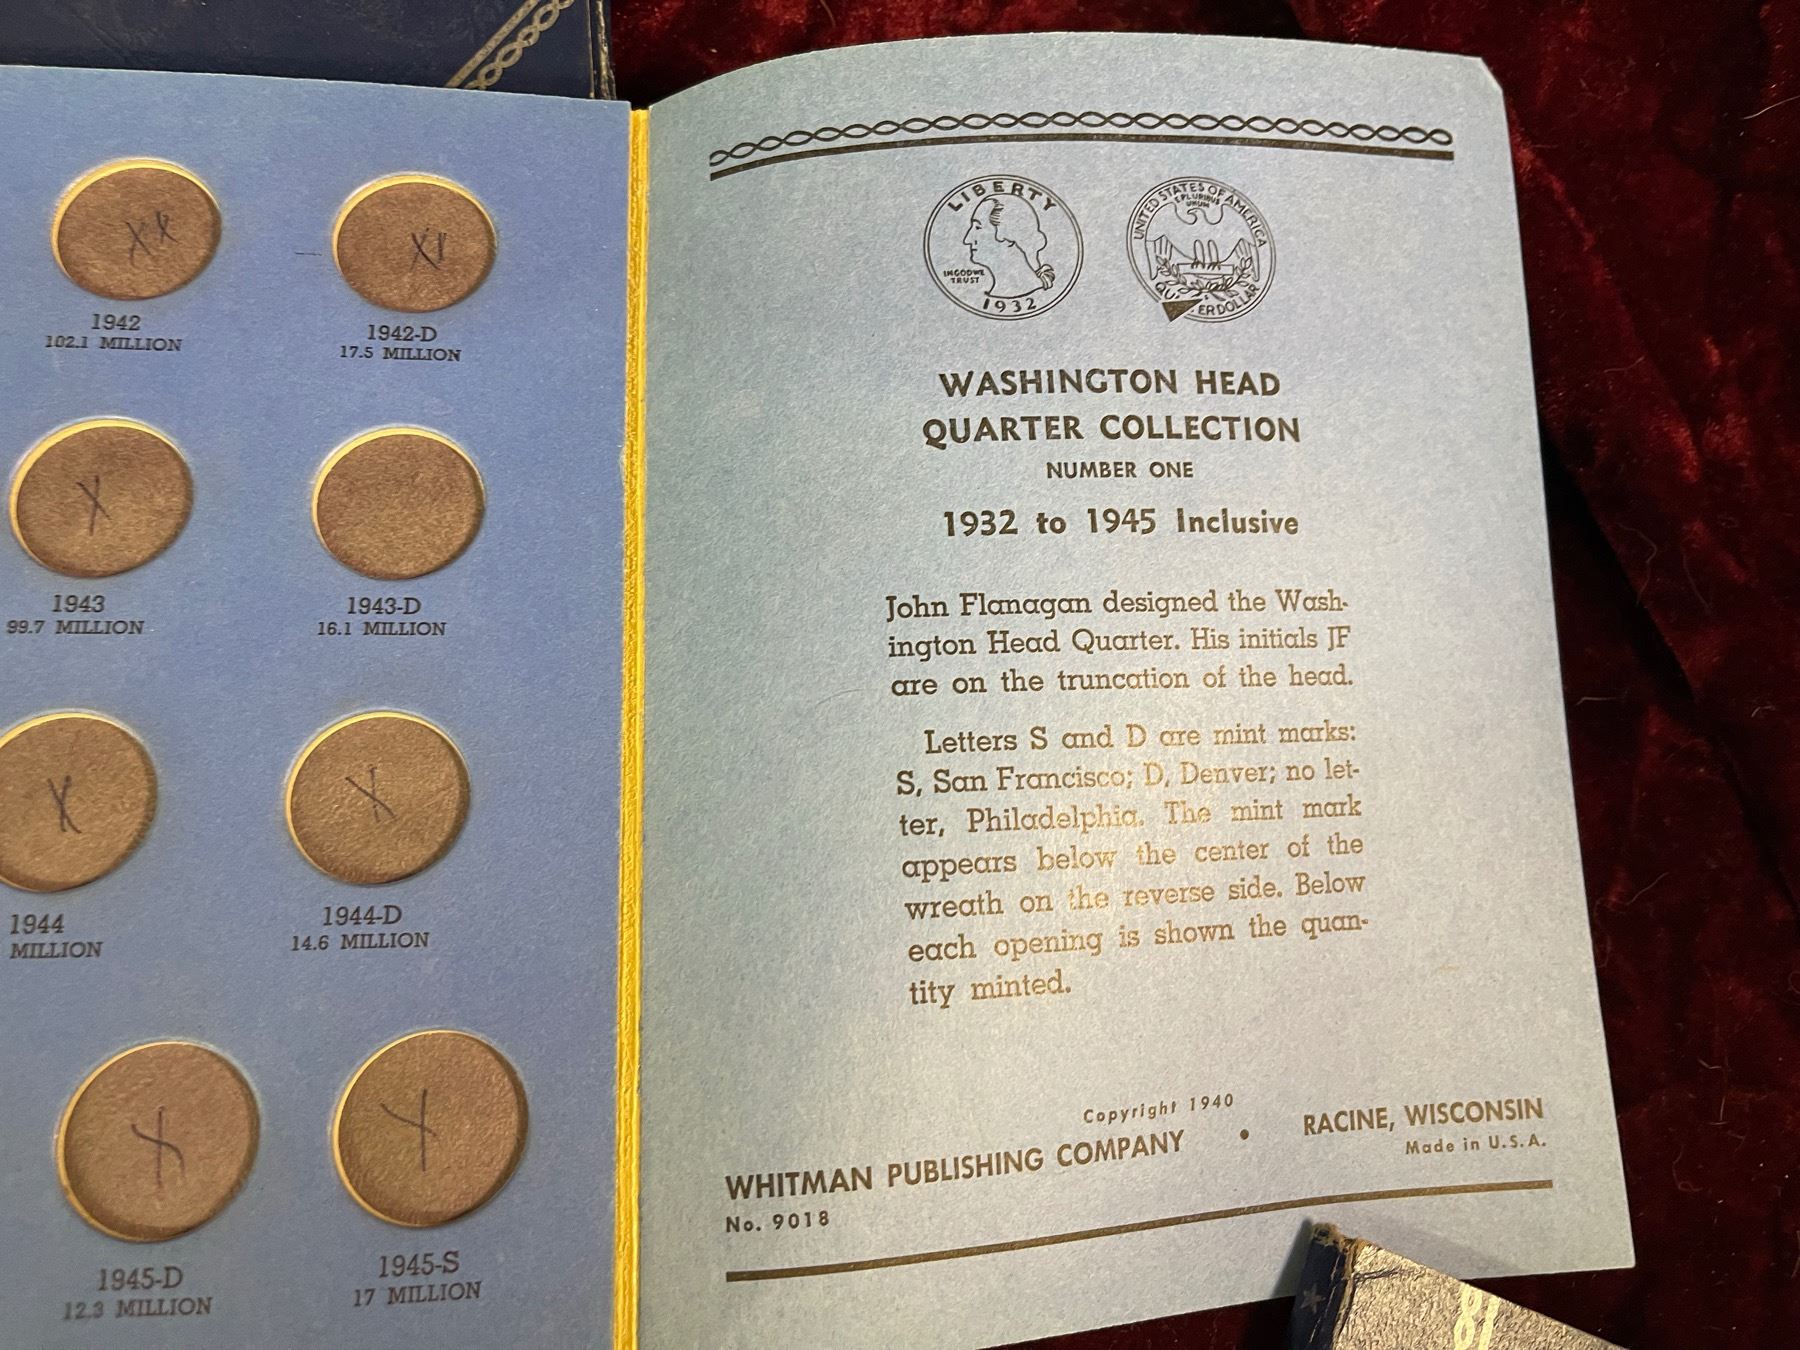 XX
XI
1942
102.1 MILLION
1942-D
17.5 MILLION
X
1943
99.7 MILLION
1943-D
16.1 MILLION
X
X
1944
MILLION
1944-D
14.6 MILLION
X
X
1945-D
12.3 MILLION
1945-S
17 MILLION
LIBERTY
IN GOD WE
TRUST
1932
UNITED STATES OF AMERICA
E PLURIBUS
UNUM
QU ER DOLLAR
WASHINGTON HEAD
QUARTER COLLECTION
NUMBER ONE
1932 to 1945 Inclusive
John Flanagan designed the Wash-
ington Head Quarter. His initials JF
are on the truncation of the head.
Letters S and D are mint marks:
S, San Francisco; D, Denver; no let-
ter, Philadelphia. The mint mark
appears below the center of the
wreath on the reverse side. Below
each opening is shown the quan-
tity minted.
Copyright 1940
WHITMAN PUBLISHING COMPANY • RACINE, WISCONSIN
No. 9018
Made in U.S.A.